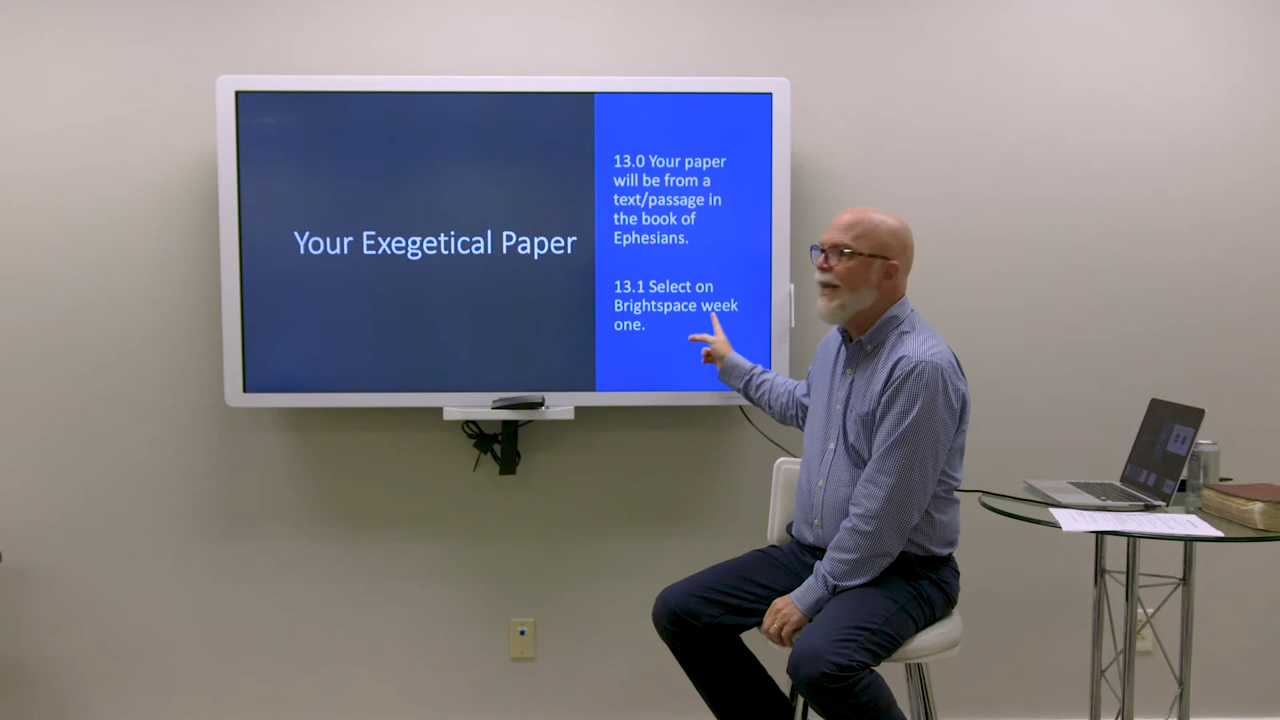 Your Exegetical Paper
13.0 Your paper
will be from a
text/passage in
the book of
Ephesians.
13.1 Select on
Brightspace week
one.